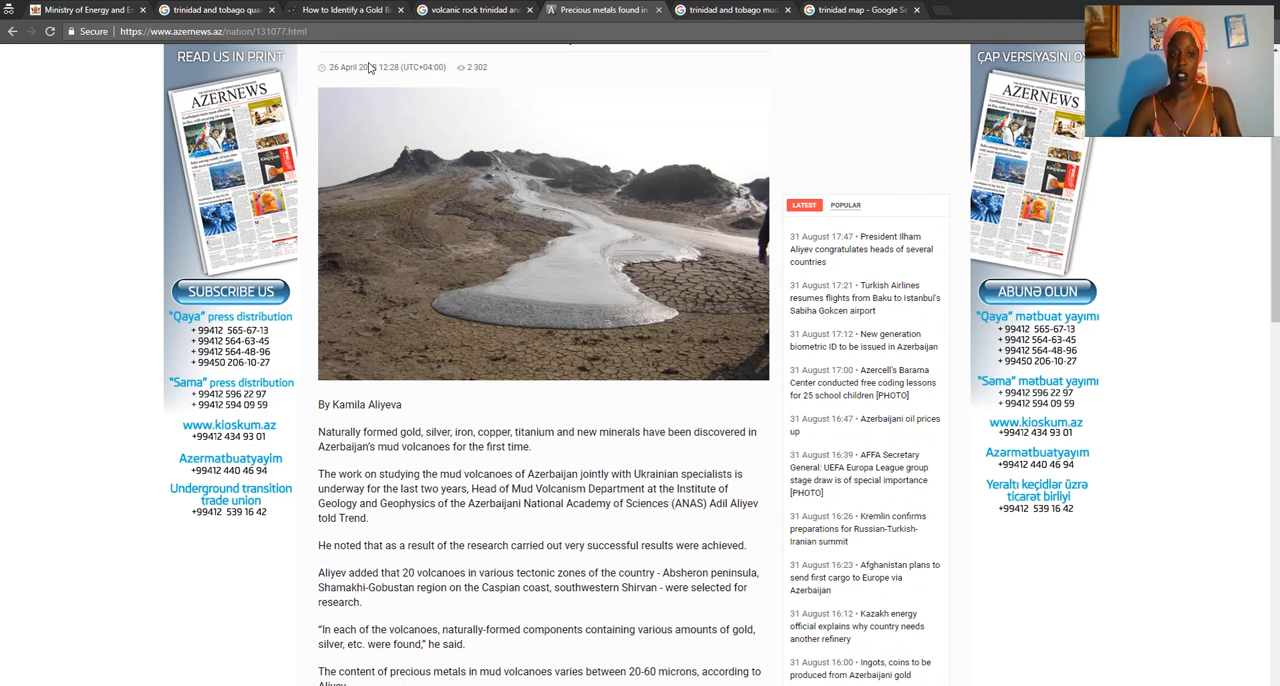 Ministry of Energy and E
trinidad and tobago qua
How to Identify a Gold B
volcanic rock trinidad an
Precious metals found in
trinidad and tobago mud
trinidad map - Google Se
Secure
https://www.azernews.az/nation/131077.html
READ US IN PRINT
AZERNEWS
SUBSCRIBE US
"Qaya" press distribution
+ 99412 565-67-13
+ 99412 564-63-45
+ 99412 564-48-96
+ 99450 206-10-27
"Səma" press distribution
+99412 596 22 97
+99412 594 09 59
www.kioskum.az
+99412 434 93 01
Azermatbuatyayim
+99412 440 46 94
Underground transition
trade union
+99412 539 16 42
12:28 (UTC+04:00)
2 302
By Kamila Aliyeva
Naturally formed gold, silver, iron, copper, titanium and new minerals have been discovered in
Azerbaijan's mud volcanoes for the first time.
The work on studying the mud volcanoes of Azerbaijan jointly with Ukrainian specialists is
underway for the last two years, Head of Mud Volcanism Department at the Institute of
Geology and Geophysics of the Azerbaijani National Academy of Sciences (ANAS) Adil Aliyev
told Trend.
He noted that as a result of the research carried out very successful results were achieved.
Aliyev added that 20 volcanoes in various tectonic zones of the country - Absheron peninsula,
Shamakhi-Gobustan region on the Caspian coast, southwestern Shirvan - were selected for
research.
"In each of the volcanoes, naturally-formed components containing various amounts of gold,
silver, etc. were found," he said.
The content of precious metals in mud volcanoes varies between 20-60 microns, according to
Aliyev.
LATEST
POPULAR
31 August 17:47 • President Ilham
Aliyev congratulates heads of several
countries
31 August 17:21 • Turkish Airlines
resumes flights from Baku to Istanbul's
Sabiha Gokcen airport
31 August 17:12 • New generation
biometric ID to be issued in Azerbaijan
31 August 17:00 • Azercell's Barama
Center conducted free coding lessons
for 25 school children [PHOTO]
31 August 16:47 • Azerbaijani oil prices
up
31 August 16:39 • AFFA Secretary
General: UEFA Europa League group
stage draw is of special importance
[PHOTO]
31 August 16:26 • Kremlin confirms
preparations for Russian-Turkish-
Iranian summit
31 August 16:23 • Afghanistan plans to
send first cargo to Europe via
Azerbaijan
31 August 16:12 • Kazakh energy
official explains why country needs
another refinery
31 August 16:00 • Ingots, coins to be
produced from Azerbaijani gold
ÇAP VERSİYASINI O
AZERNEWS
ABUNƏ OLUN
"Qaya" mətbuat yayımı
+ 99412 565-67-13
+ 99412 564-63-45
+ 99412 564-48-96
+ 99450 206-10-27
"Səma" mətbuat yayımı
+99412 596 22 97
+99412 594 09 59
www.kioskum.az
+99412 434 93 01
Azərmətbuatyayımı
+99412 440 46 94
Yeraltı keçidlər üzrə
ticarət birliyi
+99412 539 16 42